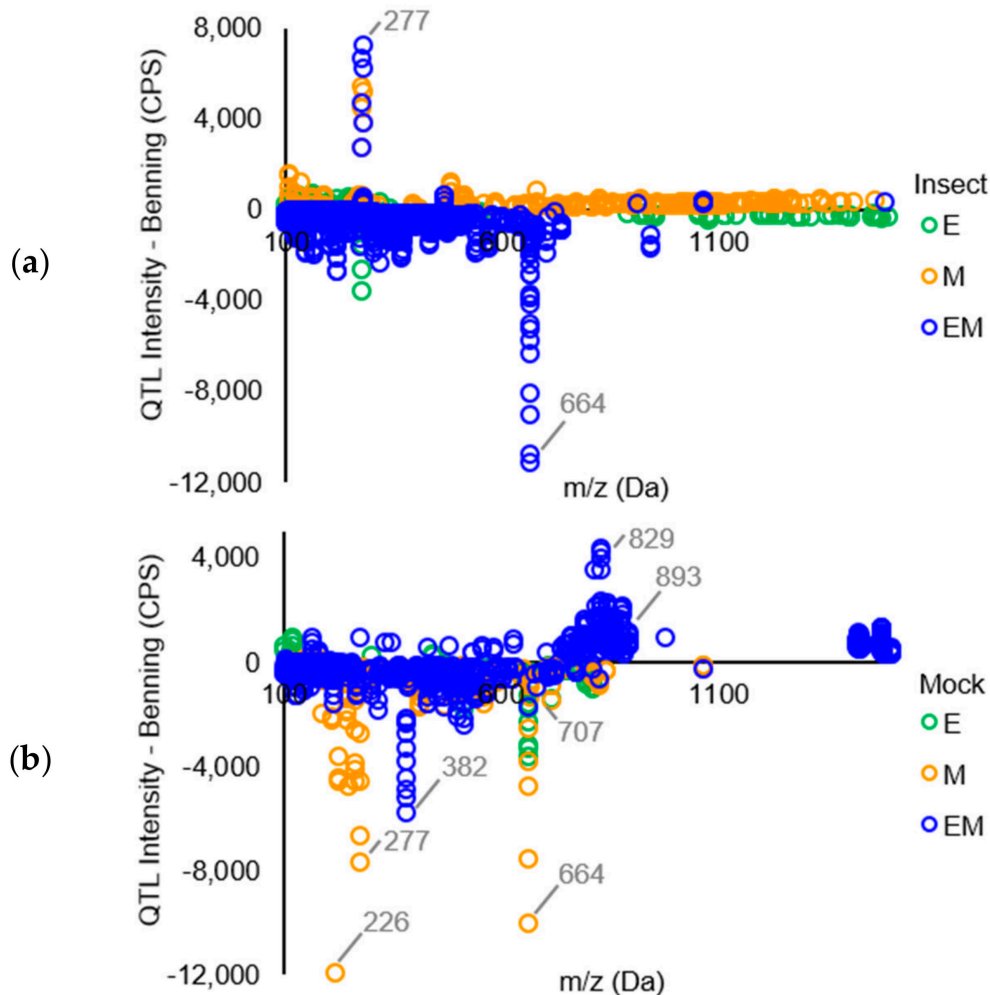 8,000
277
4,000
0
100
600
1100
-4,000
-8,000
664
-12,000
m/z (Da)
QTL Intensity - Benning (CPS)
(a)
Insect
E
M
EM
4,000
829
893
0
100
600
1100
707
-4,000
382
277
-8,000
664
226
-12,000
m/z (Da)
QTL Intensity - Benning (CPS)
(b)
Mock
E
M
EM